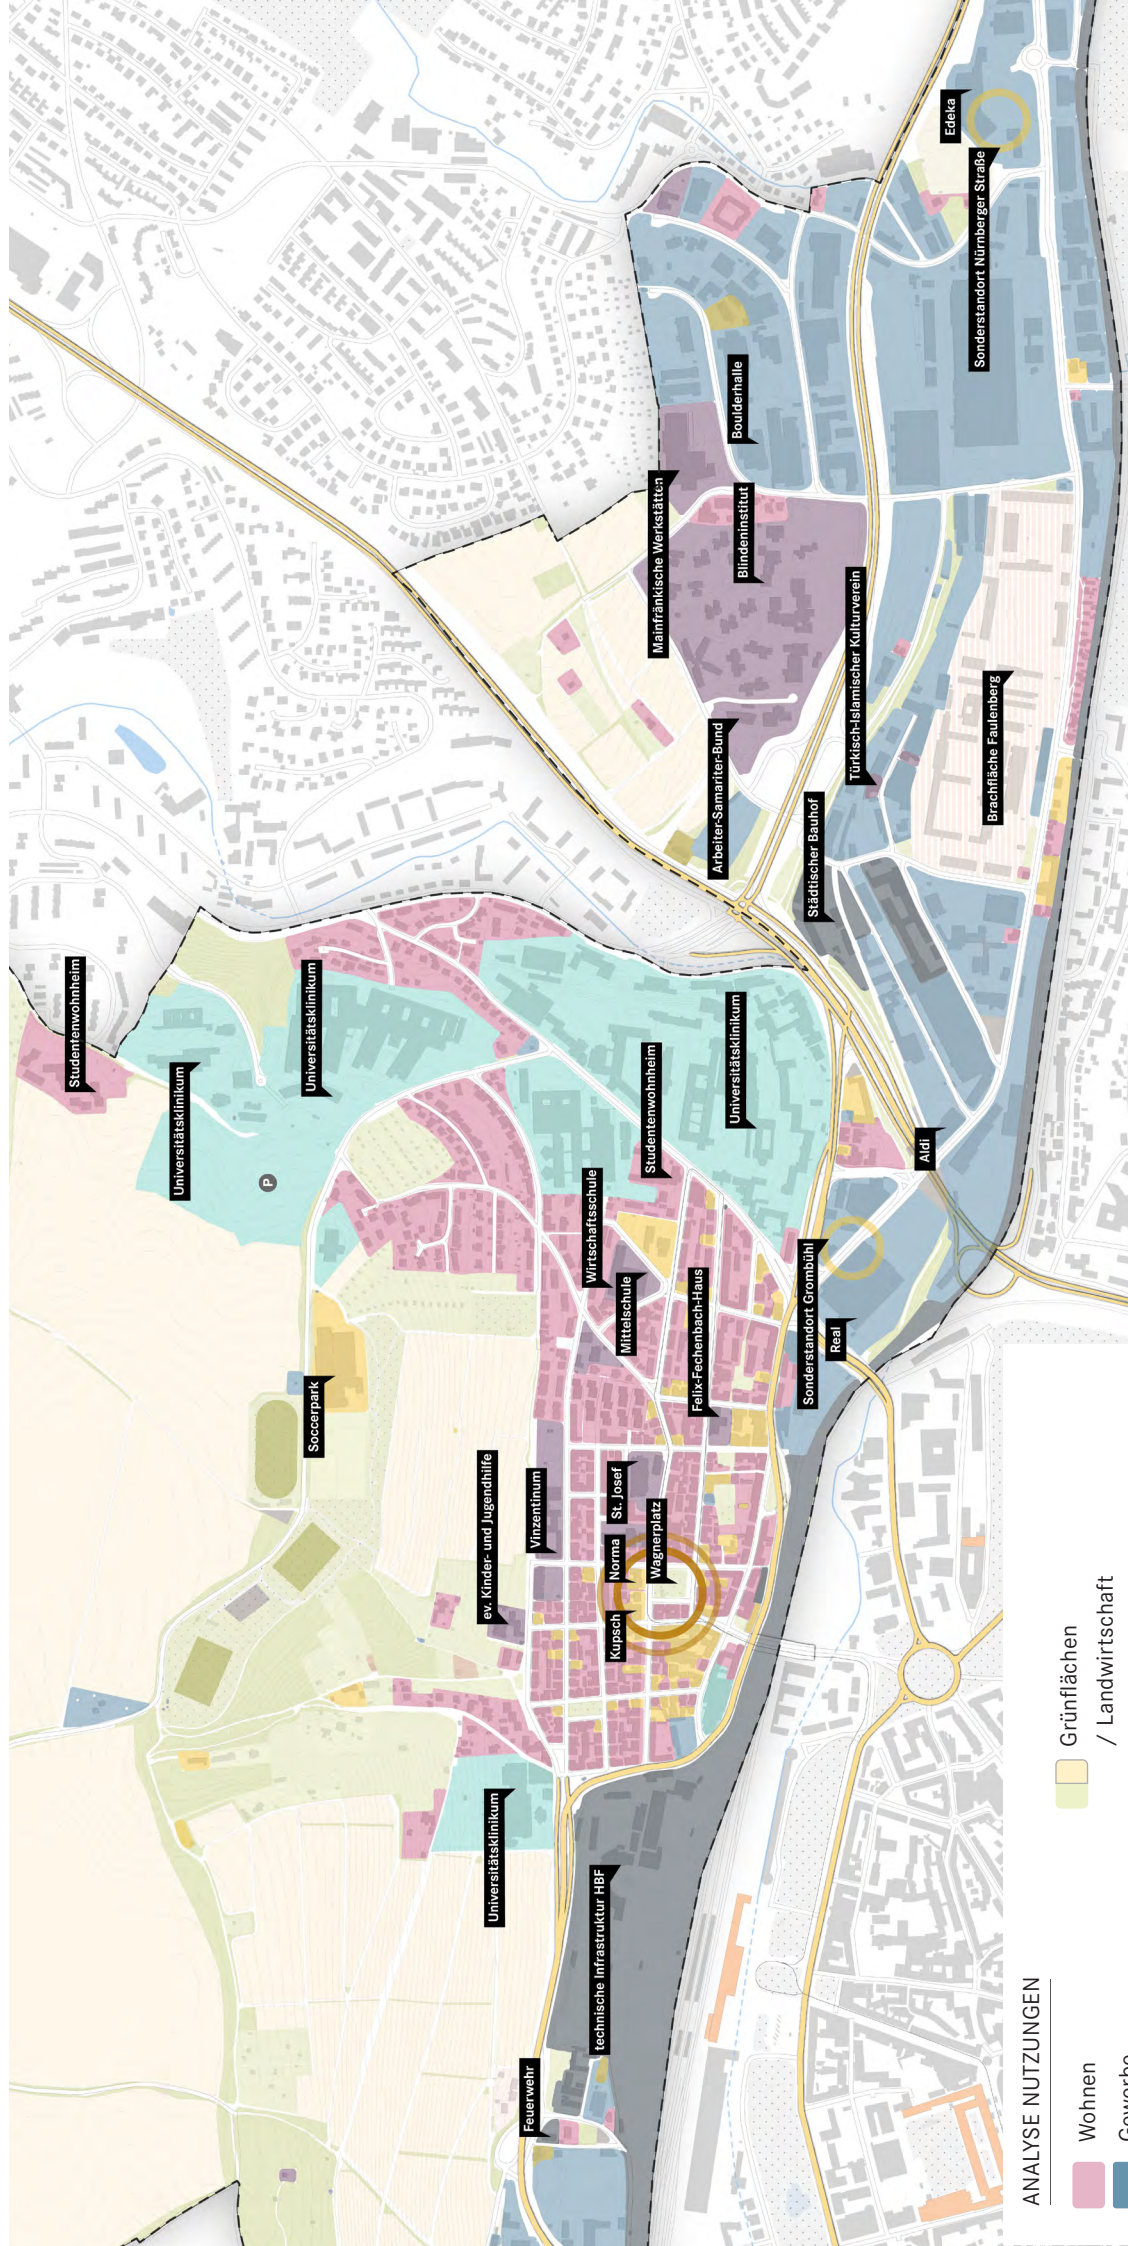 Studentenwohnheim
Universitätsklinikum
P
Universitätsklinikum
Soccerpark
ev. Kinder- und Jugendhilfe
Universitätsklinikum
Feuerwehr
Vinzentinum
Wirtschaftsschule
technische Infrastruktur HBF
Kupsch
Norma
St. Josef
Mittelschule
Studentenwohnheim
Wagnerplatz
Mainfränkische Werkstätten
Felix-Fechenbach-Haus
Arbeiter-Samariter-Bund
Universitätsklinikum
Boulderhalle
Blindeninstitut
Sonderstandort Grombühl
Städtischer Bauhof
Real
Türkisch-Islamischer Kulturverein
Aldi
Edeka
Sonderstandort Nürnberger Straße
Brachfläche Faulenberg
ANALYSE NUTZUNGEN
Wohnen
Gewerbe
Grünflächen
/ Landwirtschaft